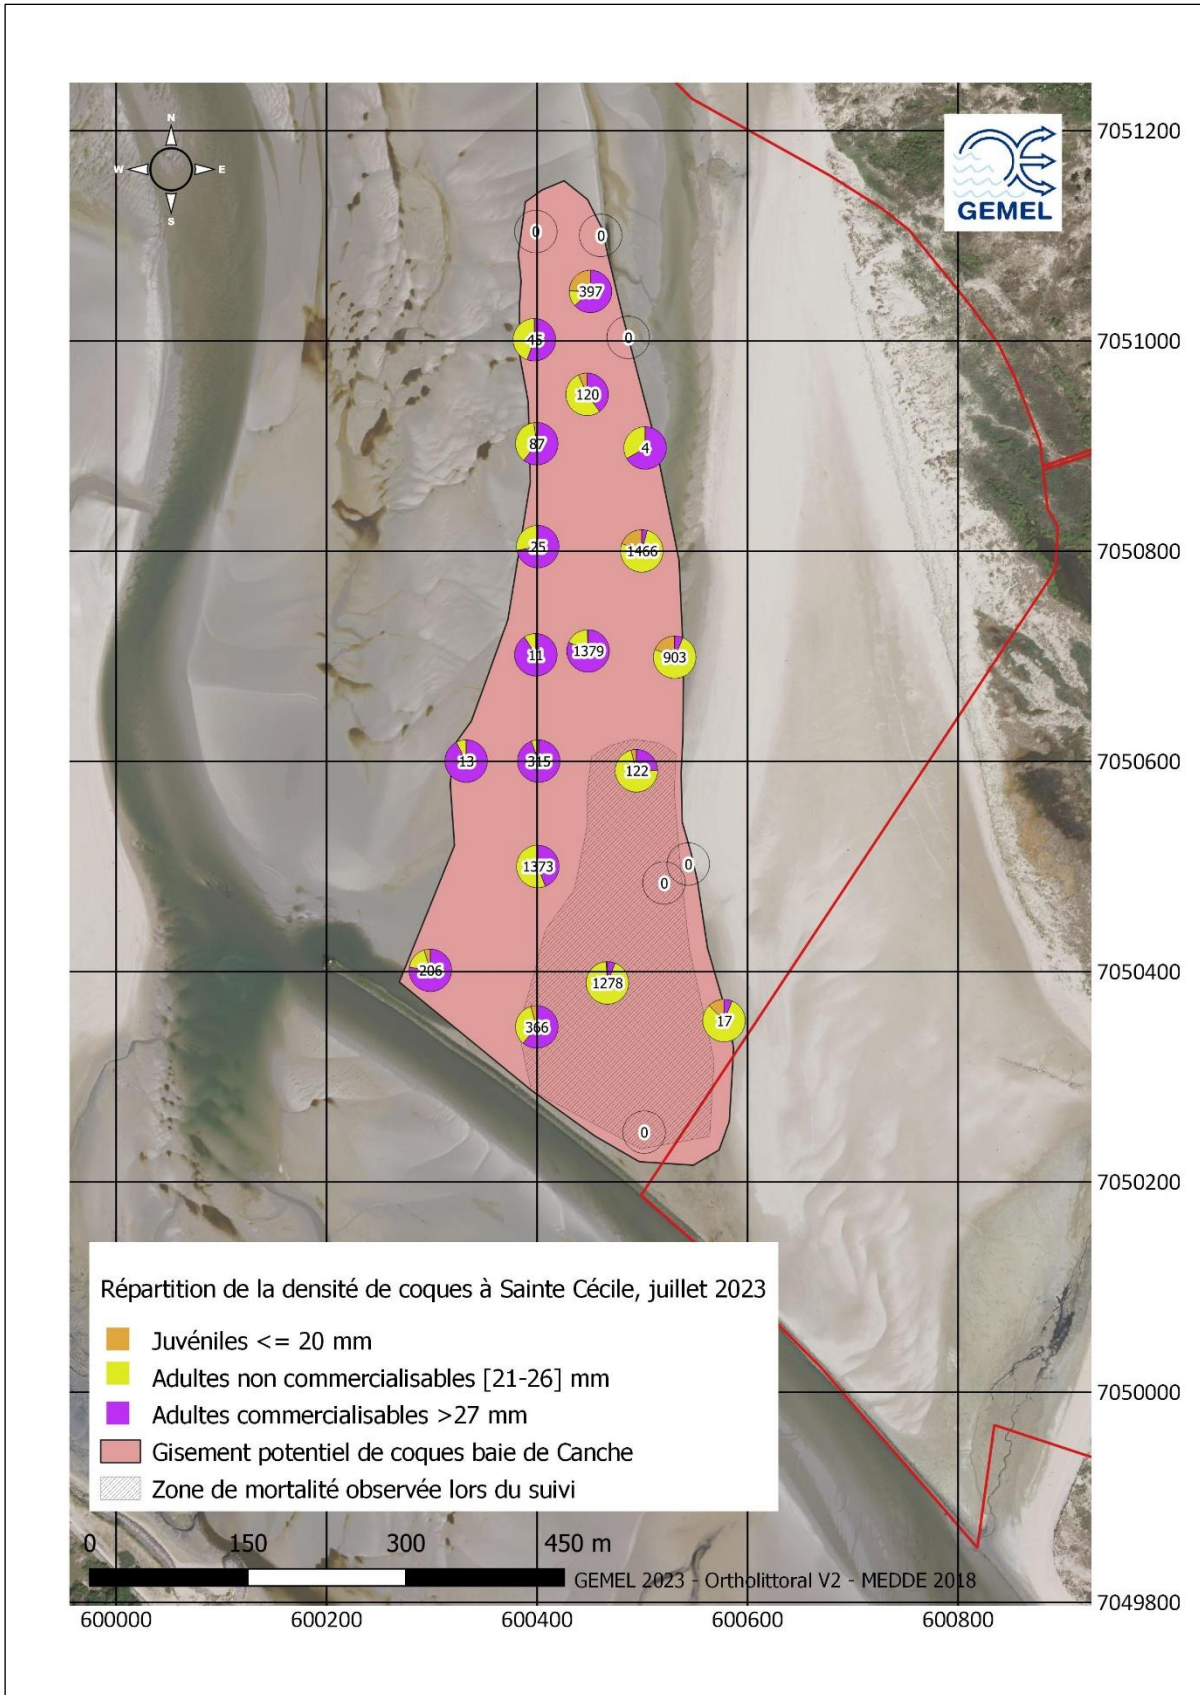 N
W E
S
GEMEL
7051200
0
0
397
45
0
7051000
120
87
4
25
1466
7050800
11
1379
903
13
315
122
7050600
1373
0
0
206
1278
7050400
366
17
0
7050200
Répartition de la densité de coques à Sainte Cécile, juillet 2023
Juvéniles <= 20 mm
Adultes non commercialisables [21-26] mm
Adultes commercialisables >27 mm
Gisement potentiel de coques baie de Canche
Zone de mortalité observée lors du suivi
7050000
0 150 300 450 m
GEMEL 2023 - Ortholittoral V2 - MEDDE 2018
7049800
600000 600200 600400 600600 600800